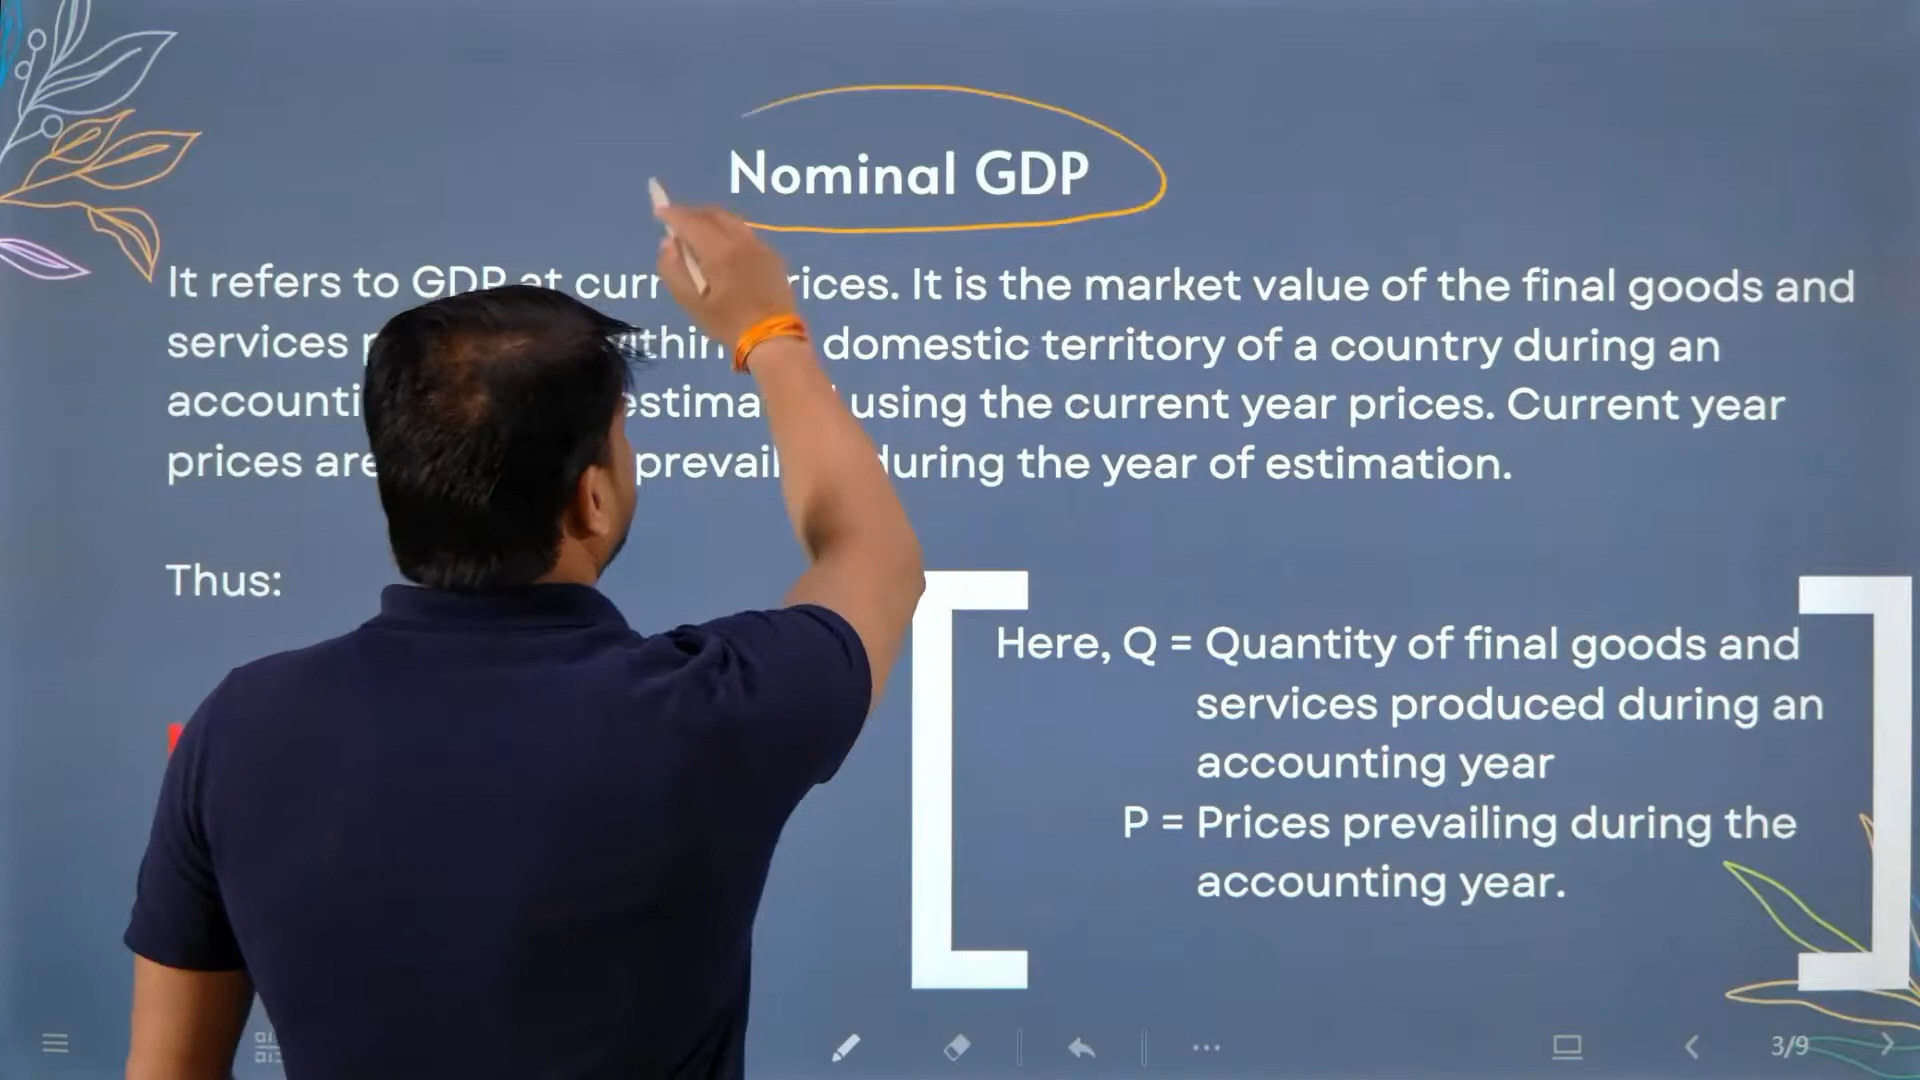 Nominal GDP
It refers to GDP at curr rices. It is the market value of the final goods and
services within domestic territory of a country during an
accounti estima using the current year prices. Current year
prices are prevail during the year of estimation.
Thus:
Here, Q = Quantity of final goods and
services produced during an
accounting year
P = Prices prevailing during the
accounting year.
3/9